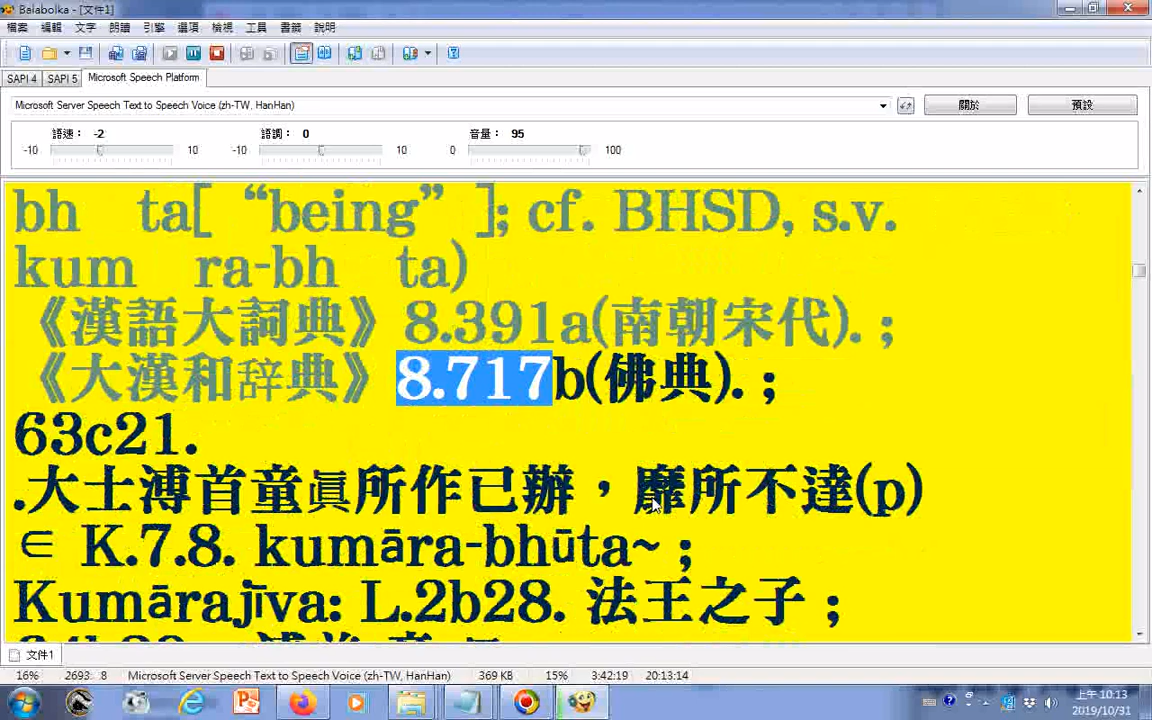 Balabolka - [文件1]
檔案 編輯 文字 朗讀 引擎 選項 檢視 工具 書籤 說明
SAPI 4 SAPI 5 Microsoft Speech Platform
Microsoft Server Speech Text to Speech Voice (zh-TW, HanHan) 關於 預設
語速： -2 語調： 0 音量： 95
-10 10 -10 10 0 100
bh ta[ “being” ]; cf. BHSD, s.v.
kum ra-bh ta)
《漢語大詞典》 8.391a(南朝宋代). ;
《大漢和辞典》 8.717b(佛典). ;
63c21.
.大士溥首童眞所作已辦，靡所不達(p)
∈ K.7.8. kumāra-bhūta~ ;
Kumārajīva: L.2b28. 法王之子 ;
文件1
16% 2693: 8 Microsoft Server Speech Text to Speech Voice (zh-TW, HanHan) 369 KB 15% 3:42:19 20:13:14
上午 10:13
2019/10/31